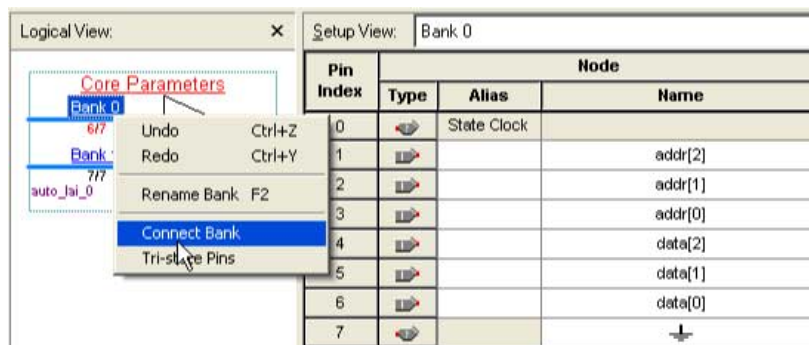 Logical View:
Setup View: Bank 0
Core Parameters
Bank 0
6/7
Bank
7/7
auto_lai_0
Undo Ctrl+Z
Redo Ctrl+Y
Rename Bank F2
Connect Bank
Tri-state Pins
Pin Index
Node
Type Alias Name
0 State Clock
1 addr[2]
2 addr[1]
3 addr[0]
4 data[2]
5 data[1]
6 data[0]
7